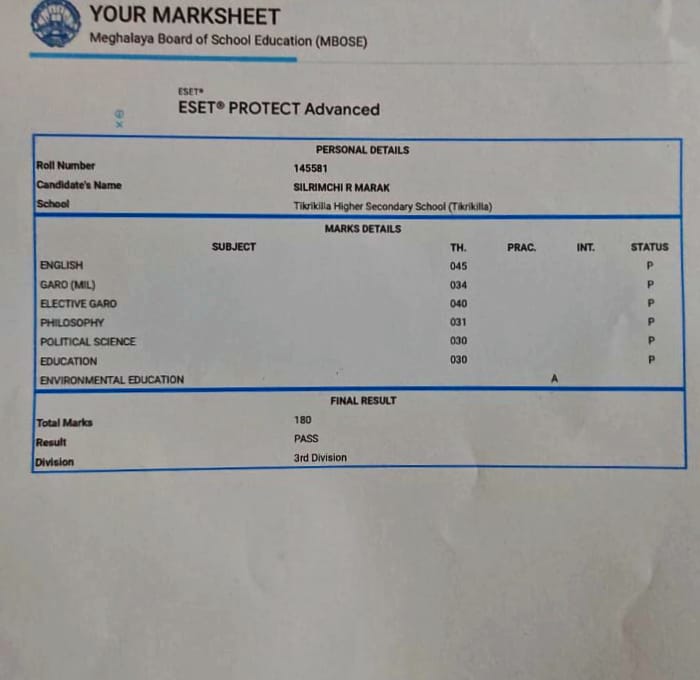 YOUR MARKSHEET
Meghalaya Board of School Education (MBOSE)
ESET®
ESET® PROTECT Advanced
PERSONAL DETAILS
Roll Number 145581
Candidate's Name SILRIMCHI R MARAK
School Tikrikilla Higher Secondary School (Tikrikilla)
MARKS DETAILS
SUBJECT TH. PRAC. INT. STATUS
ENGLISH 045 P
GARO (MIL) 034 P
ELECTIVE GARO 040 P
PHILOSOPHY 031 P
POLITICAL SCIENCE 030 P
EDUCATION 030 P
ENVIRONMENTAL EDUCATION A
FINAL RESULT
Total Marks 180
Result PASS
Division 3rd Division